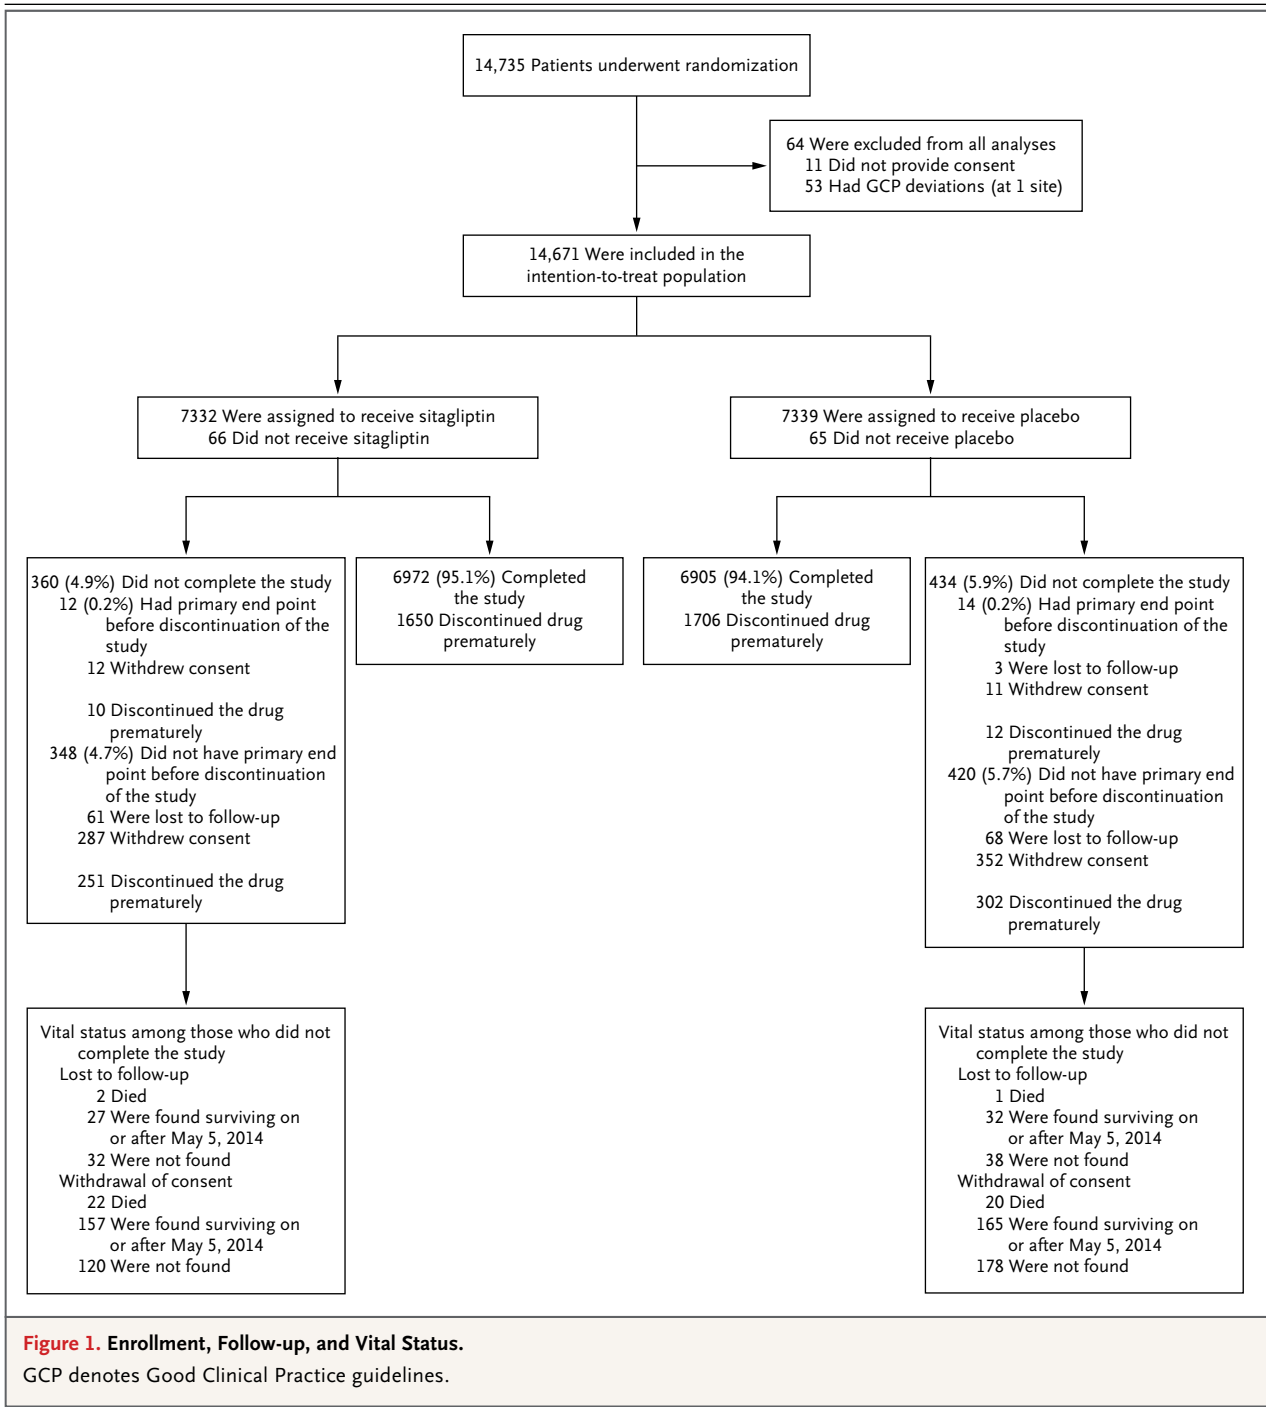 14,735 Patients underwent randomization
64 Were excluded from all analyses
11 Did not provide consent
53 Had GCP deviations (at 1 site)
14,671 Were included in the
intention-to-treat population
7332 Were assigned to receive sitagliptin
66 Did not receive sitagliptin
7339 Were assigned to receive placebo
65 Did not receive placebo
360 (4.9%) Did not complete the study
12 (0.2%) Had primary end point
before discontinuation of the
study
12 Withdrew consent
10 Discontinued the drug
prematurely
348 (4.7%) Did not have primary end
point before discontinuation
of the study
61 Were lost to follow-up
287 Withdrew consent
251 Discontinued the drug
prematurely
6972 (95.1%) Completed
the study
1650 Discontinued drug
prematurely
6905 (94.1%) Completed
the study
1706 Discontinued drug
prematurely
434 (5.9%) Did not complete the study
14 (0.2%) Had primary end point
before discontinuation of the
study
3 Were lost to follow-up
11 Withdrew consent
12 Discontinued the drug
prematurely
420 (5.7%) Did not have primary end
point before discontinuation
of the study
68 Were lost to follow-up
352 Withdrew consent
302 Discontinued the drug
prematurely
Vital status among those who did not
complete the study
Lost to follow-up
2 Died
27 Were found surviving on
or after May 5, 2014
32 Were not found
Withdrawal of consent
22 Died
157 Were found surviving on
or after May 5, 2014
120 Were not found
Vital status among those who did not
complete the study
Lost to follow-up
1 Died
32 Were found surviving on
or after May 5, 2014
38 Were not found
Withdrawal of consent
20 Died
165 Were found surviving on
or after May 5, 2014
178 Were not found
Figure 1. Enrollment, Follow-up, and Vital Status.
GCP denotes Good Clinical Practice guidelines.